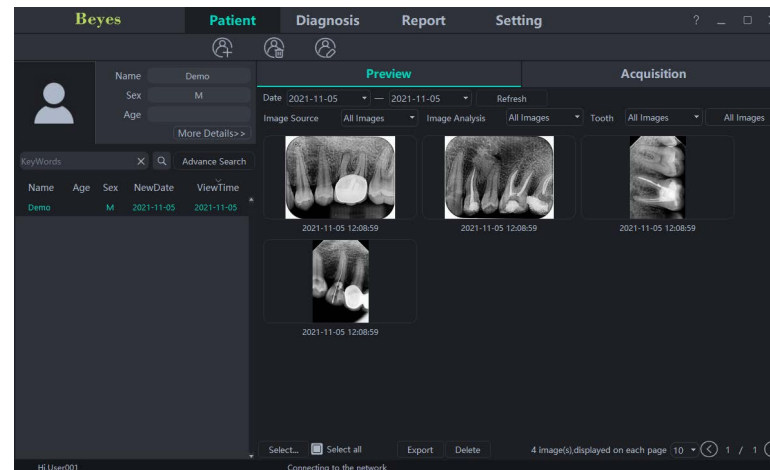 Beyes Patient Diagnosis Report Setting ?
Name Demo
Sex M
Age
More Details>>
KeyWords X Advance Search
Name Age Sex NewDate ViewTime
Demo M 2021-11-05 2021-11-05
Preview Acquisition
Date 2021-11-05 — 2021-11-05 Refresh
Image Source All Images Image Analysis All Images Tooth All Images All Images
2021-11-05 12:08:59 2021-11-05 12:08:59 2021-11-05 12:08:59
2021-11-05 12:08:59
Select... Select all Export Delete 4 image(s),displayed on each page 10 1 / 1
Hi,User001 Connecting to the network